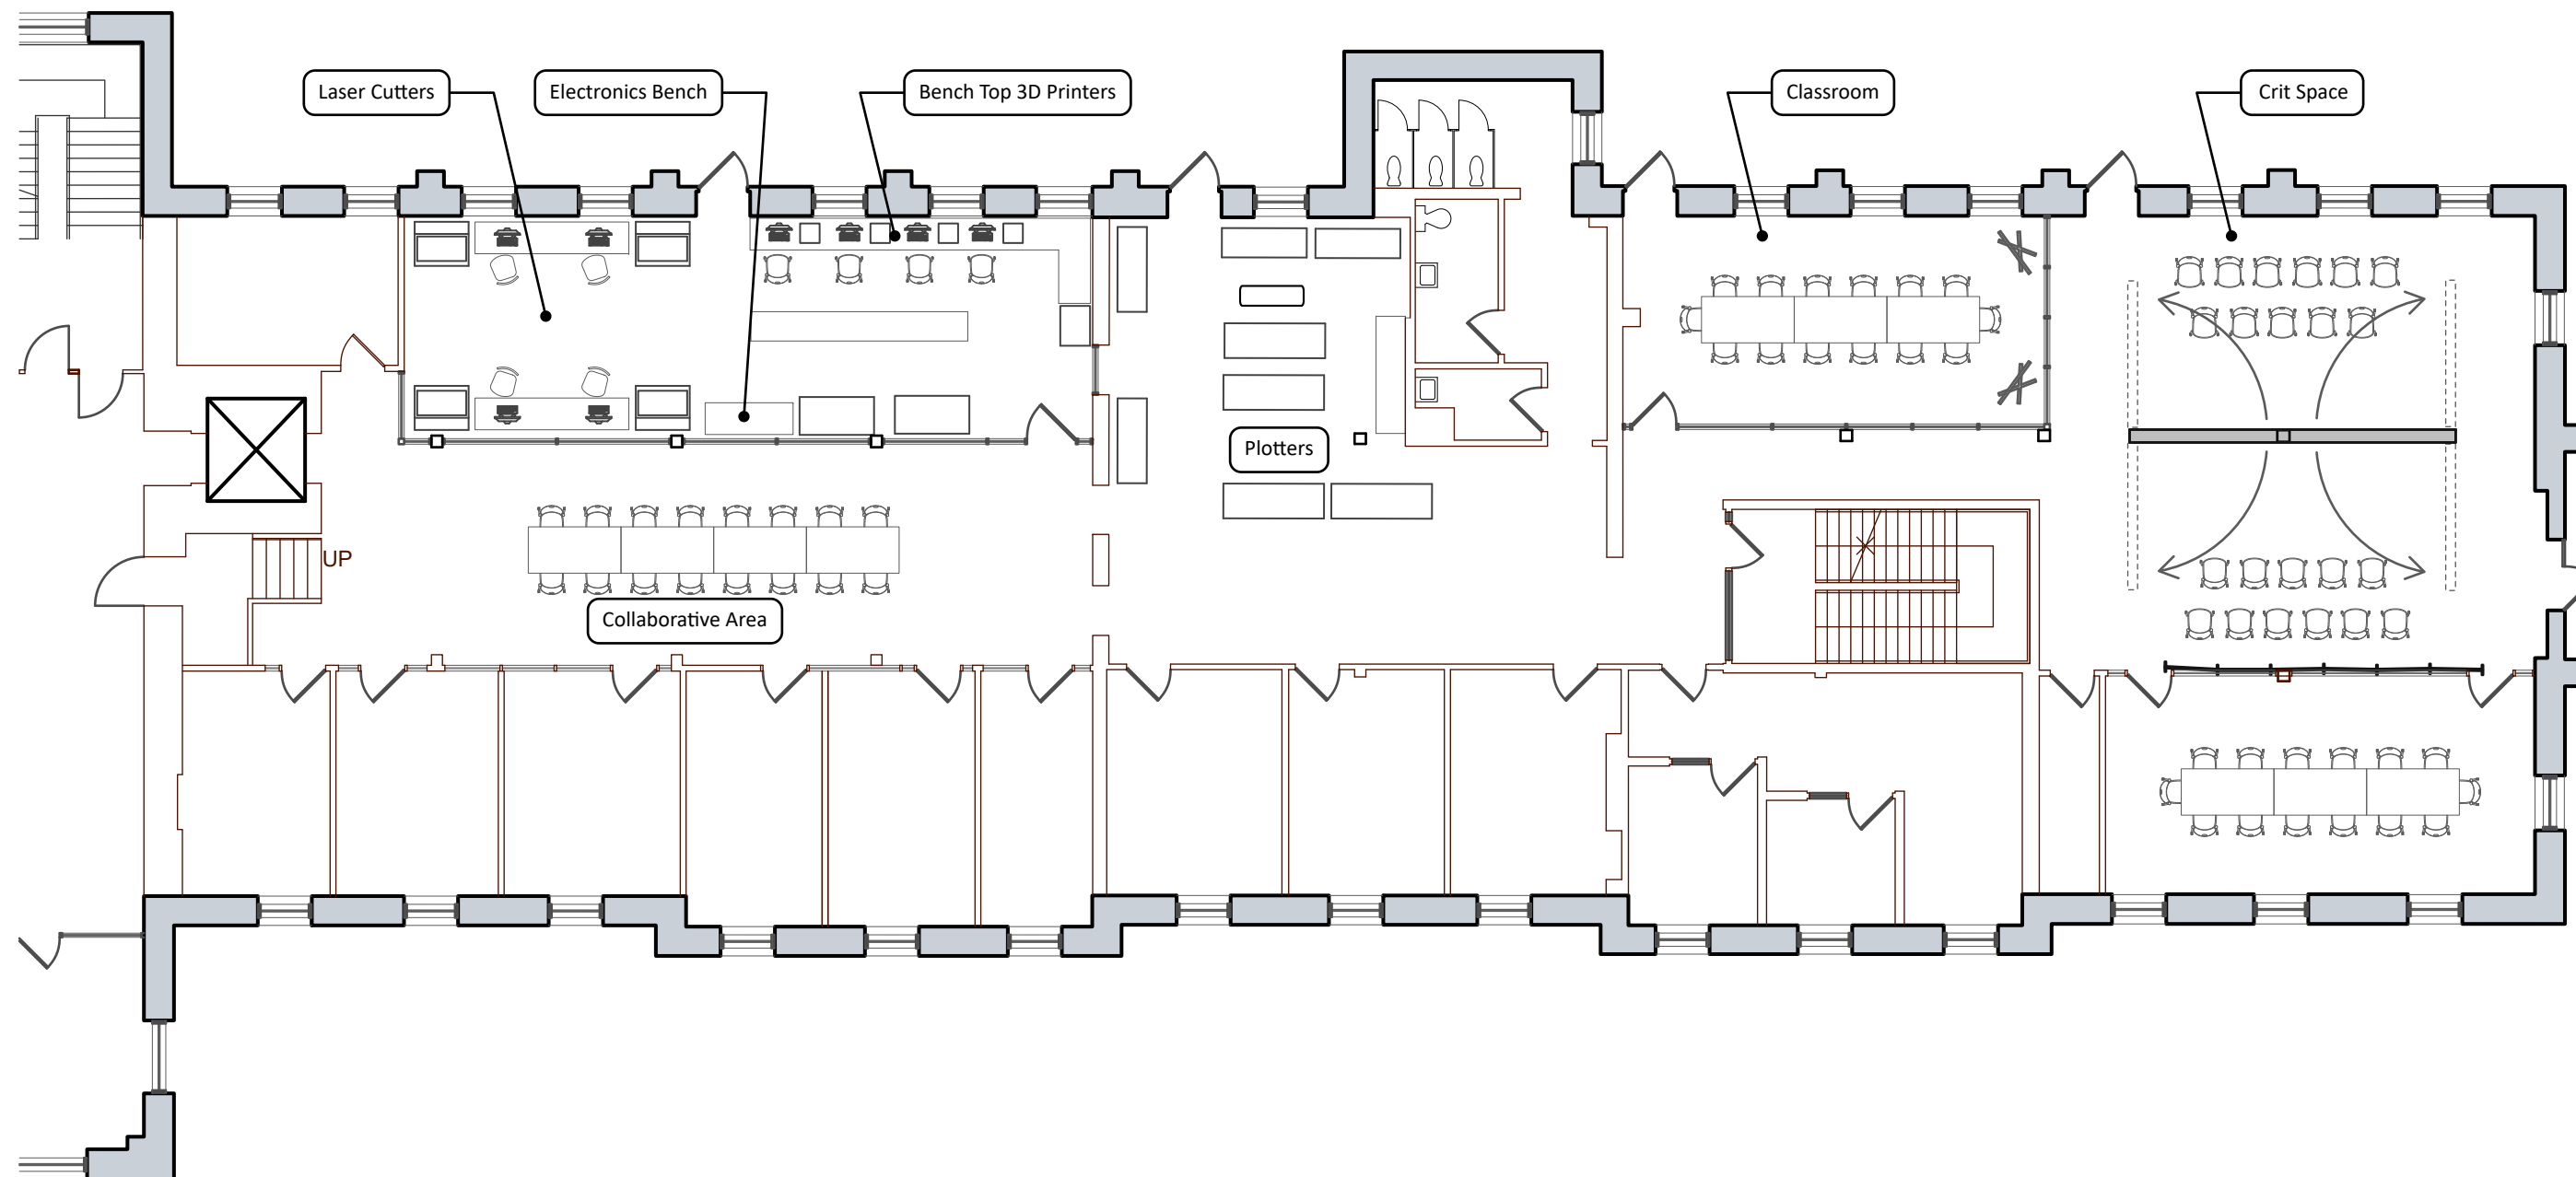 Laser Cutters
Electronics Bench
Bench Top 3D Printers
Classroom
Crit Space
Plotters
UP
Collaborative Area